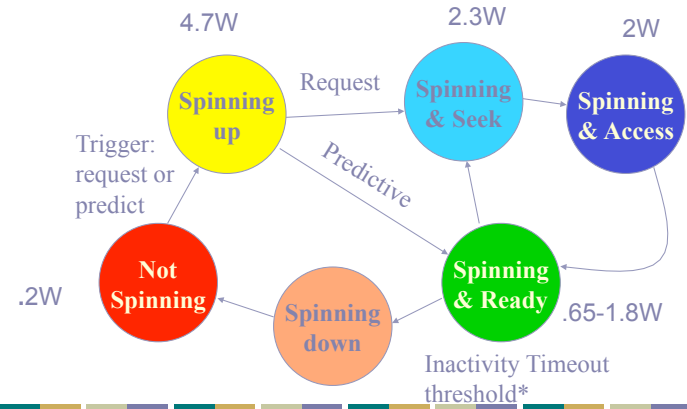 4.7W
2.3W
2W
Spinning
up
Request
Spinning
& Seek
Spinning
& Access
Trigger:
request or
predict
Predictive
Not
Spinning
.2W
Spinning
down
Spinning
& Ready
.65-1.8W
Inactivity Timeout
threshold*